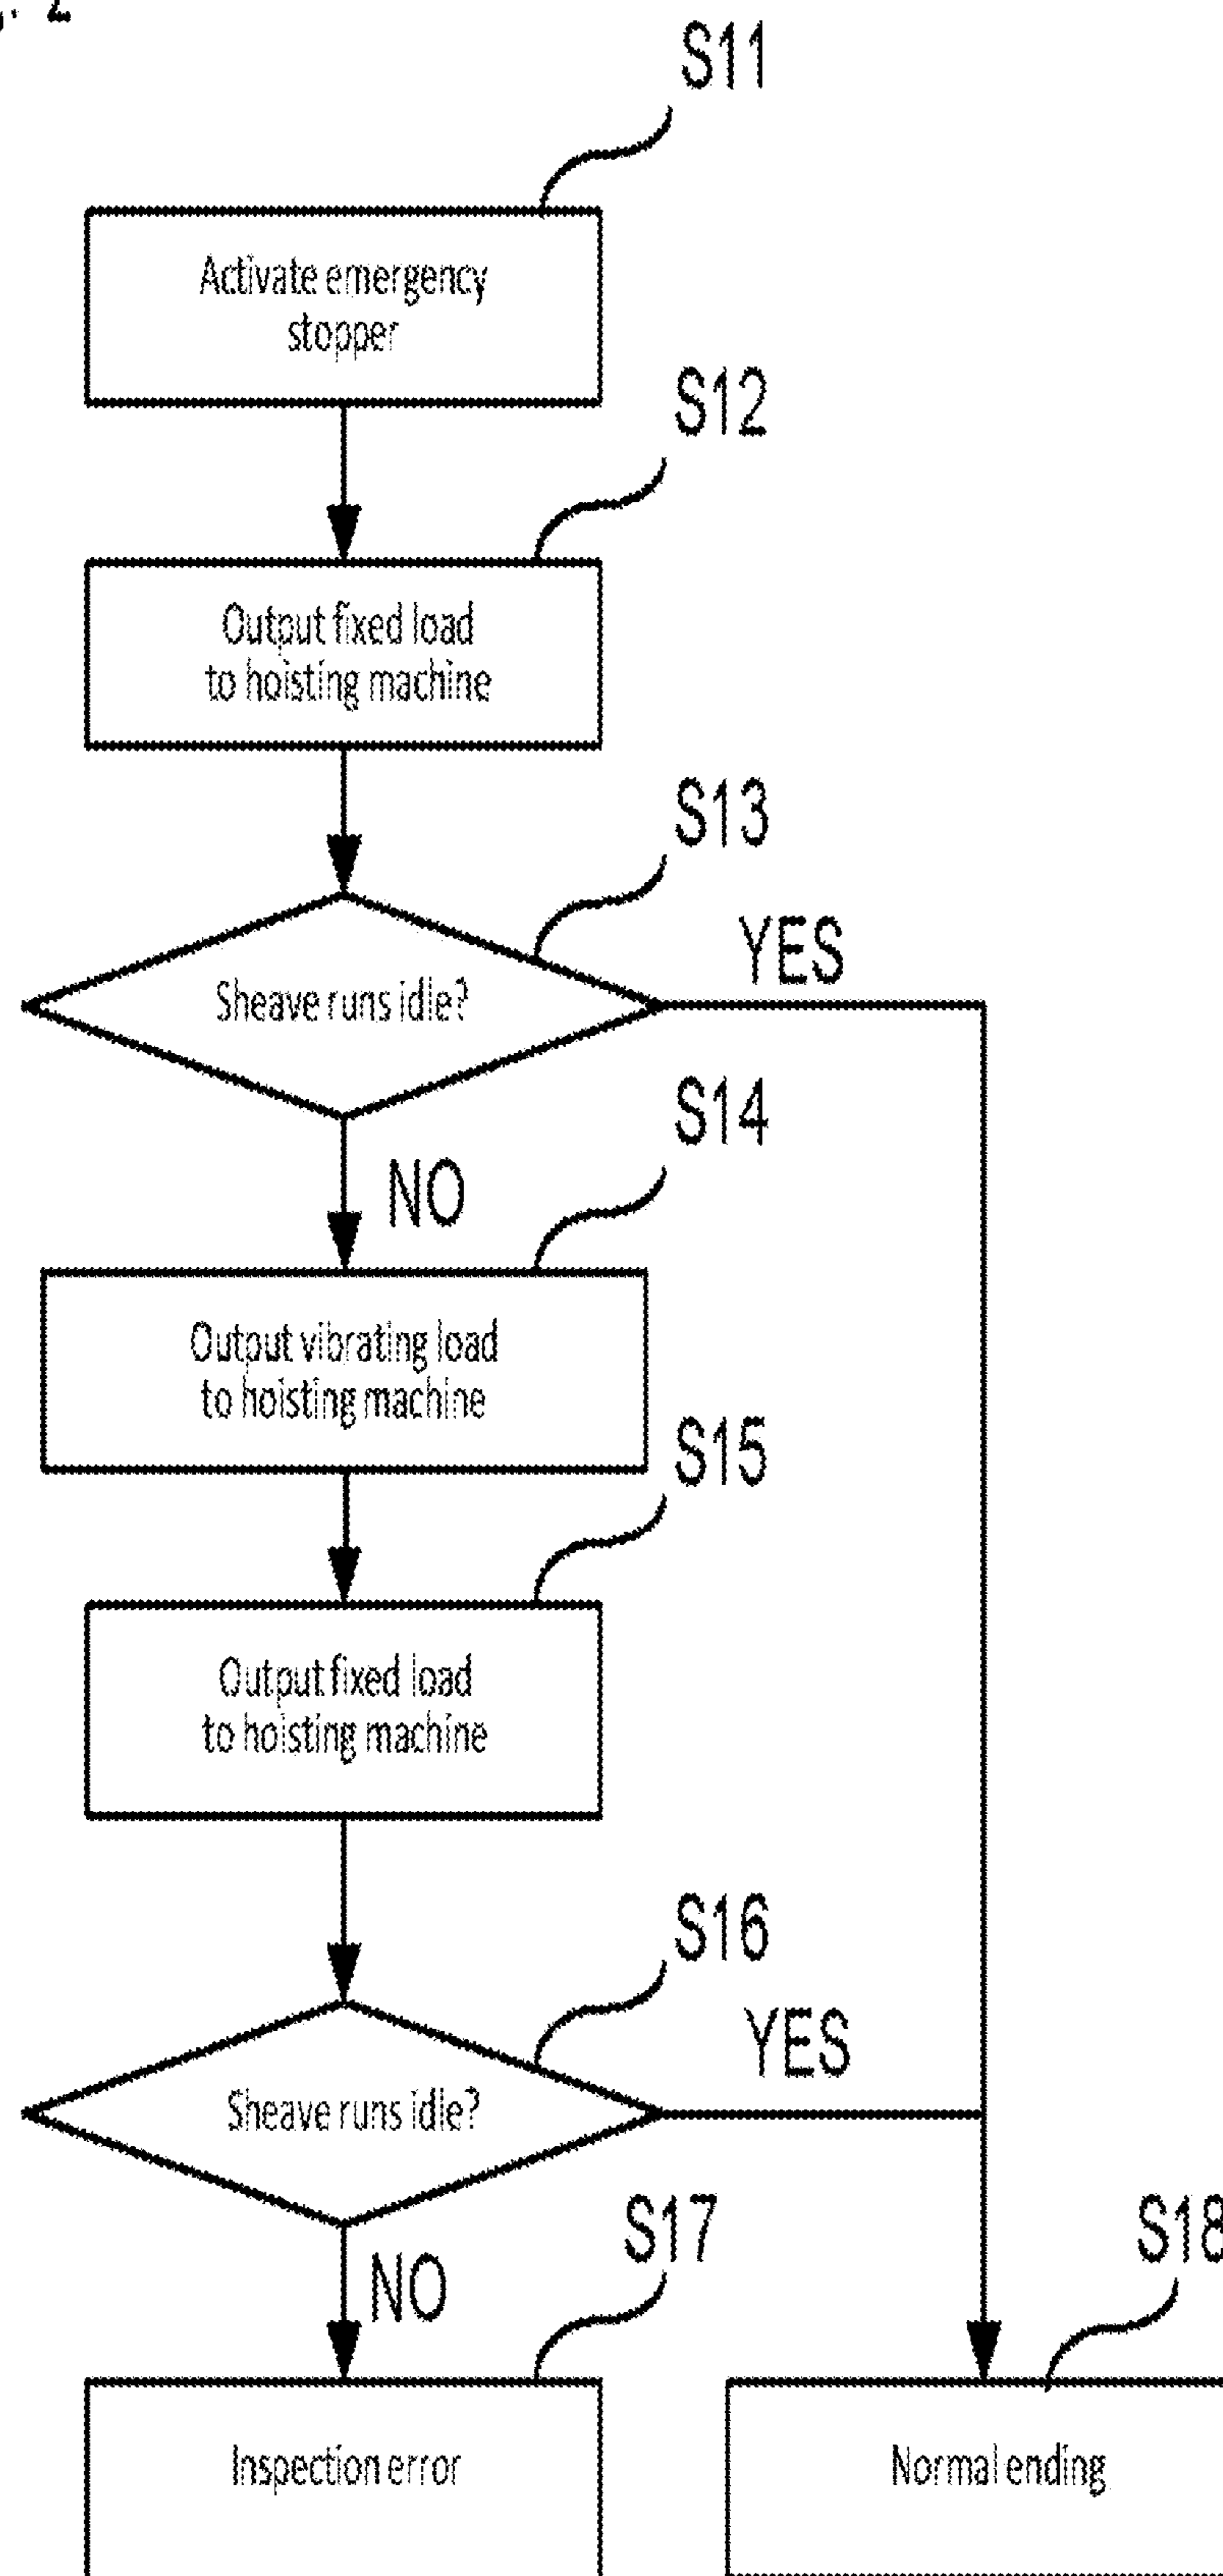 . 2
S11
Activate emergency
stopper
S12
Output fixed load
to hoisting machine
S13
Sheave runs idle?
YES
NO
S14
Output vibrating load
to hoisting machine
S15
Output fixed load
to hoisting machine
S16
Sheave runs idle?
YES
NO
S17
Inspection error
S18
Normal ending